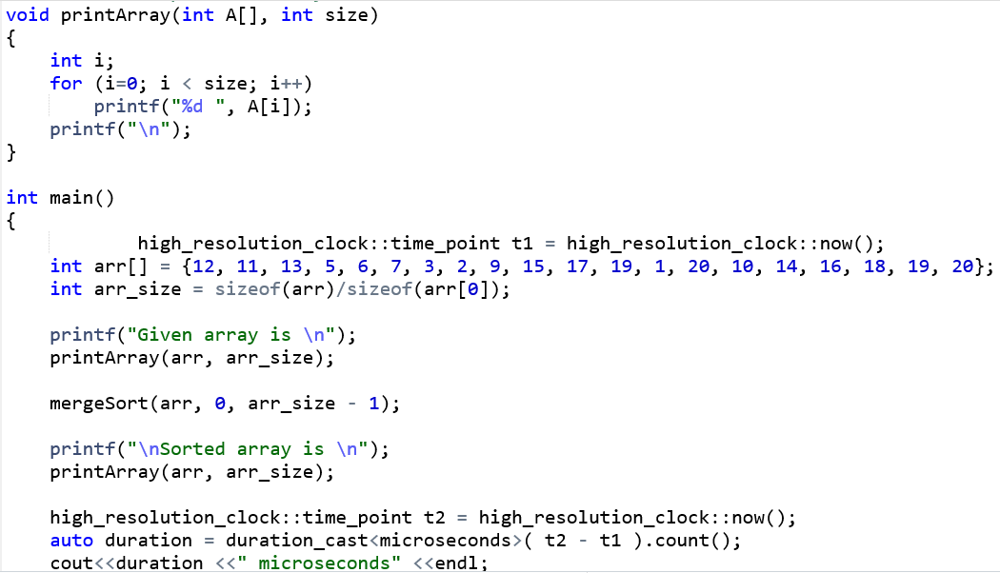 void printArray(int A[], int size)
{
    int i;
    for (i=0; i < size; i++)
        printf("%d ", A[i]);
    printf("\n");
}

int main()
{
            high_resolution_clock::time_point t1 = high_resolution_clock::now();
    int arr[] = {12, 11, 13, 5, 6, 7, 3, 2, 9, 15, 17, 19, 1, 20, 10, 14, 16, 18, 19, 20};
    int arr_size = sizeof(arr)/sizeof(arr[0]);

    printf("Given array is \n");
    printArray(arr, arr_size);

    mergeSort(arr, 0, arr_size - 1);

    printf("\nSorted array is \n");
    printArray(arr, arr_size);

    high_resolution_clock::time_point t2 = high_resolution_clock::now();
    auto duration = duration_cast<microseconds>( t2 - t1 ).count();
    cout<<duration <<" microseconds" <<endl;